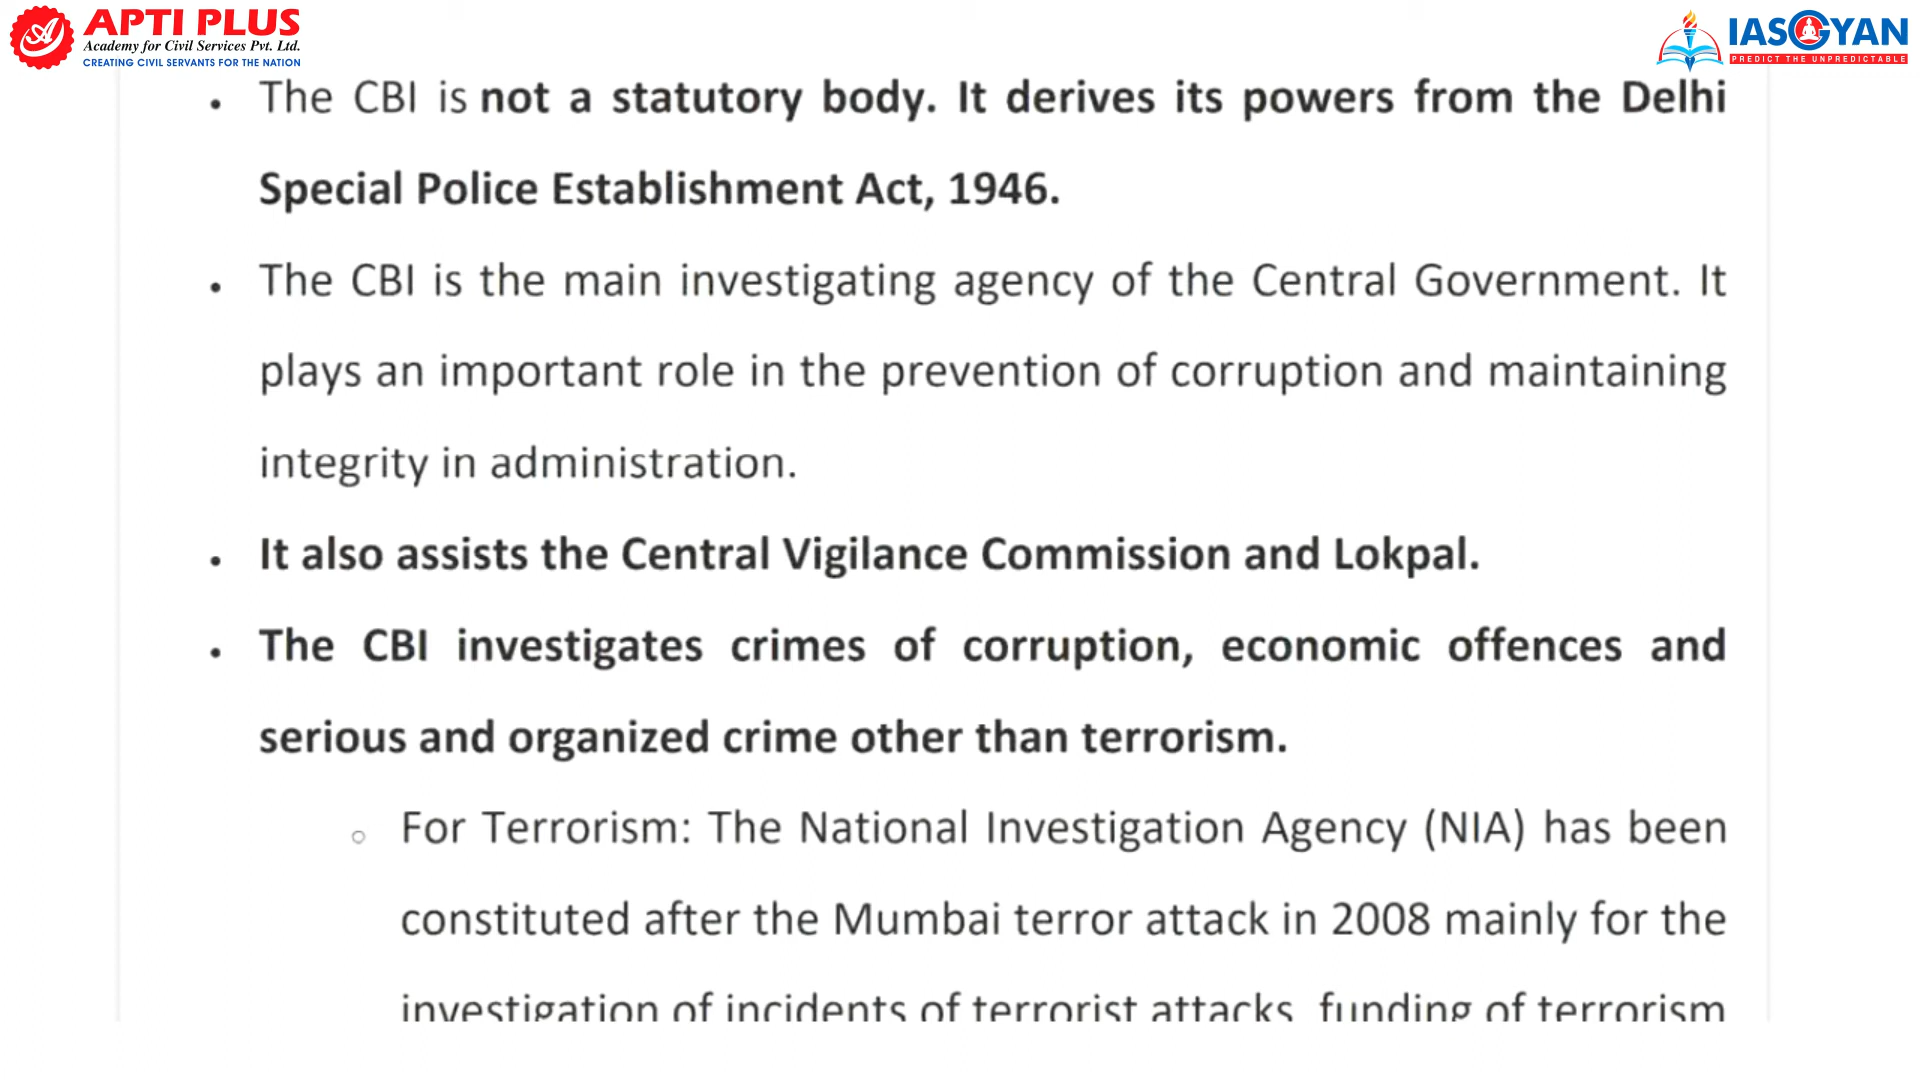 APTI PLUS
Academy for Civil Services Pvt. Ltd.
CREATING CIVIL SERVANTS FOR THE NATION
IASGYAN
PREDICT THE UNPREDICTABLE
• The CBI is not a statutory body. It derives its powers from the Delhi
Special Police Establishment Act, 1946.
• The CBI is the main investigating agency of the Central Government. It
plays an important role in the prevention of corruption and maintaining
integrity in administration.
• It also assists the Central Vigilance Commission and Lokpal.
• The CBI investigates crimes of corruption, economic offences and
serious and organized crime other than terrorism.
○ For Terrorism: The National Investigation Agency (NIA) has been
constituted after the Mumbai terror attack in 2008 mainly for the
investigation of incidents of terrorist attacks, funding of terrorism